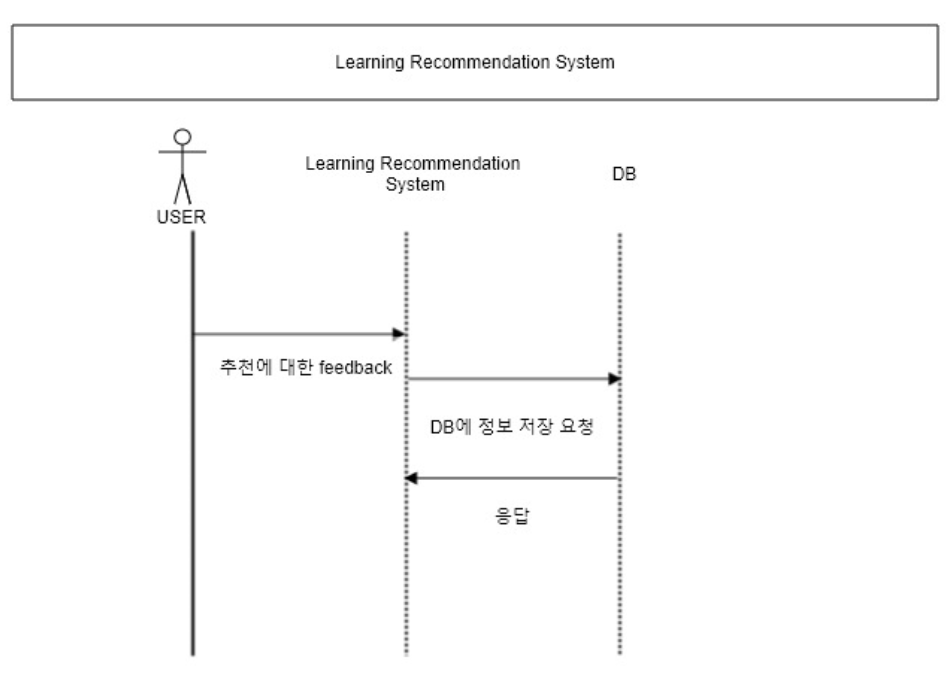 Learning Recommendation System
Learning Recommendation
System
DB
USER
추천에 대한 feedback
DB에 정보 저장 요청
응답